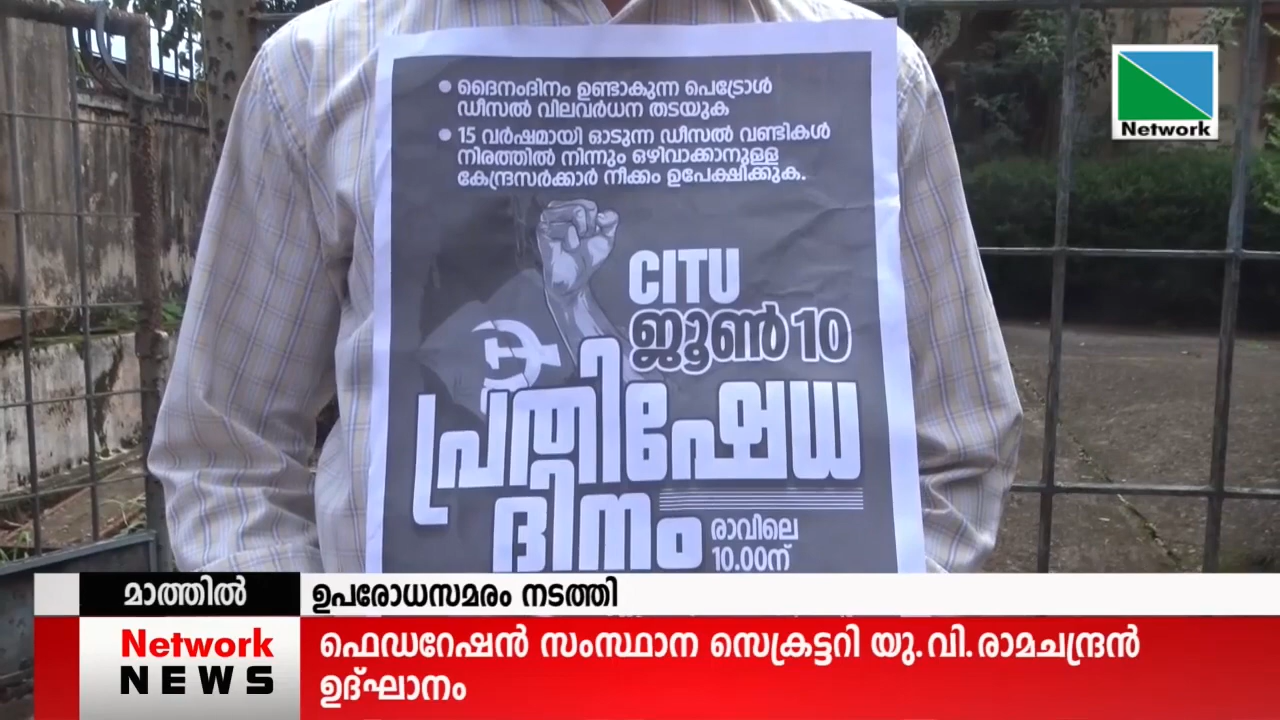 ● ദൈനംദിനം ഉണ്ടാകുന്ന പെട്രോൾ
ഡീസൽ വിലവർധന തടയുക
● 15 വർഷമായി ഓടുന്ന ഡീസൽ വണ്ടികൾ
നിരത്തിൽ നിന്നും ഒഴിവാക്കാനുള്ള
കേന്ദ്രസർക്കാർ നീക്കം ഉപേക്ഷിക്കുക.
CITU
ജൂൺ 10
പ്രതിഷേധ
ദിനം
രാവിലെ
10.00ന്
Network
മാത്തിൽ
ഉപരോധസമരം നടത്തി
Network
NEWS
ഫെഡറേഷൻ സംസ്ഥാന സെക്രട്ടറി യു.വി.രാമചന്ദ്രൻ
ഉദ്ഘാനം